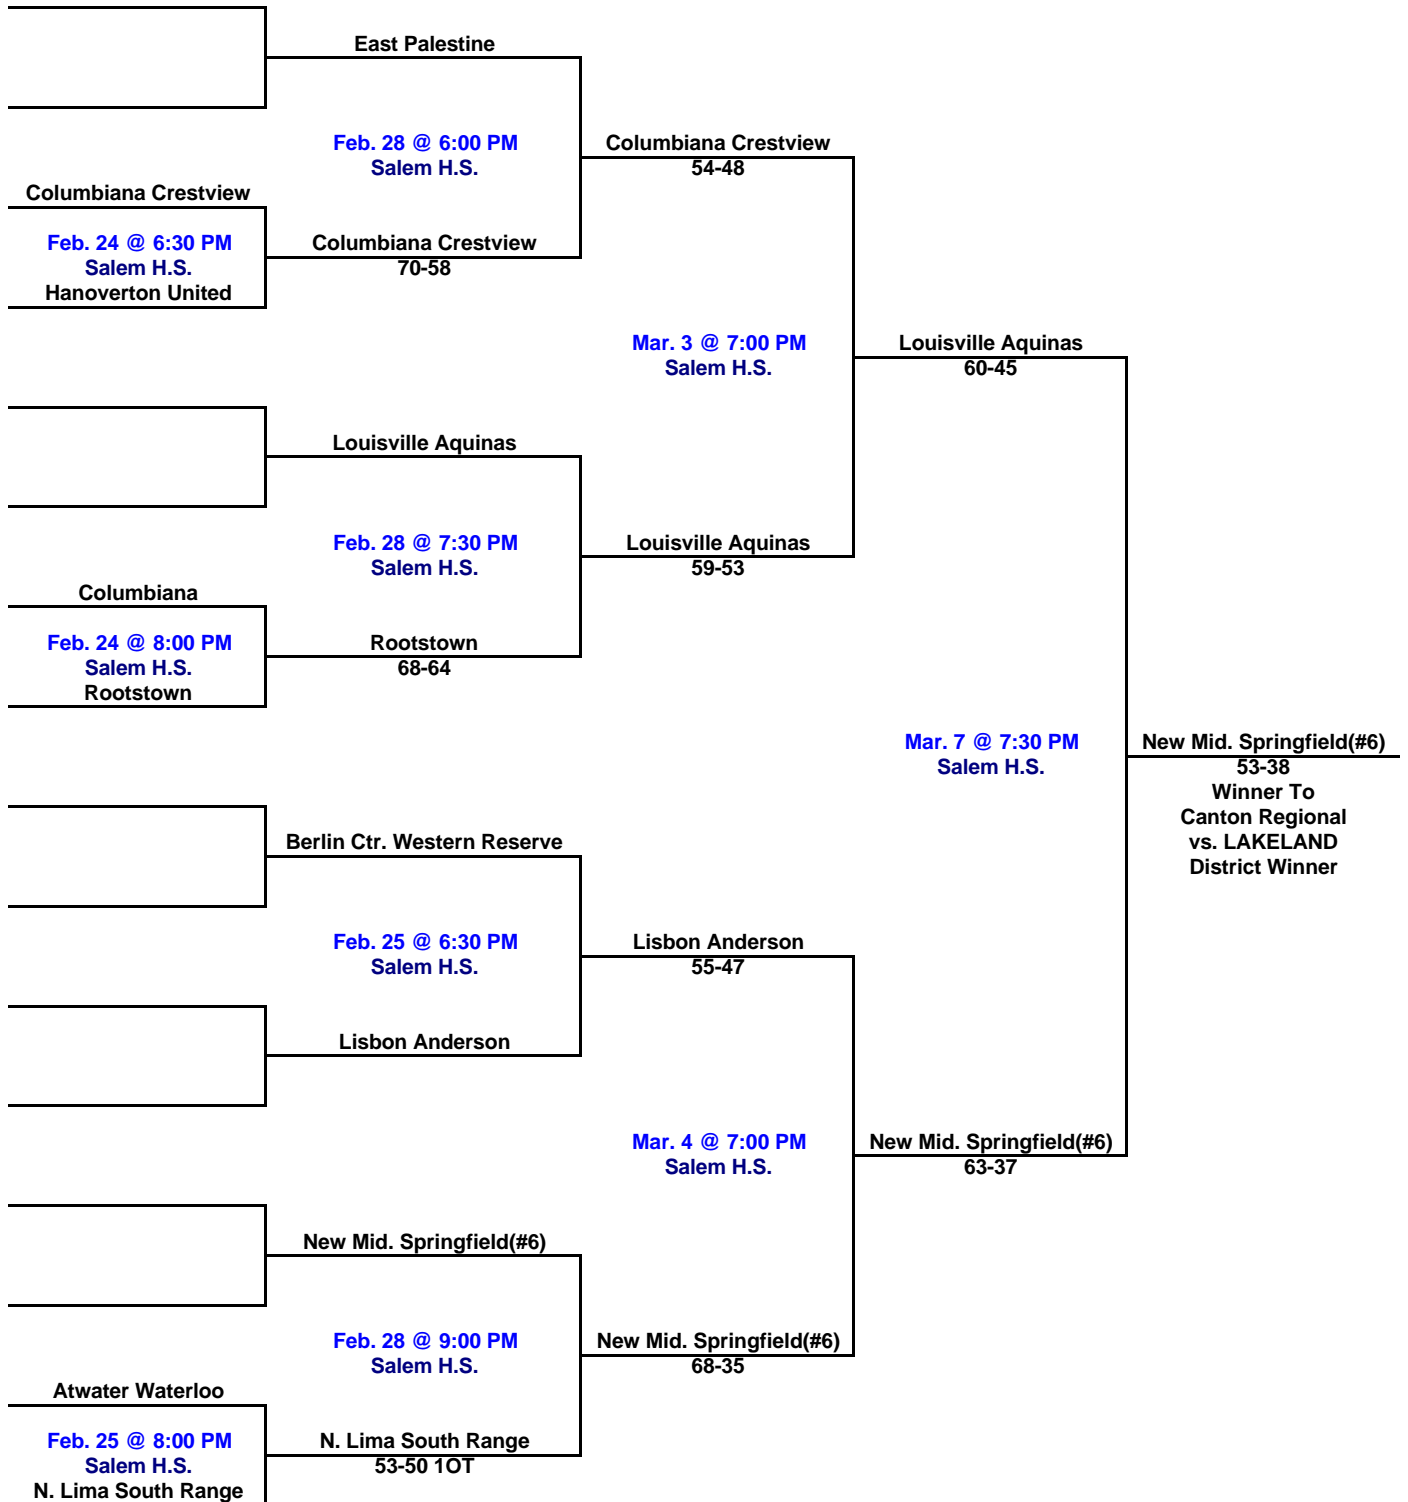 East Palestine
Feb. 28 @ 6:00 PM
Salem H.S.
Columbiana Crestview
54-48
Columbiana Crestview
Feb. 24 @ 6:30 PM
Salem H.S.
Hanoverton United
Columbiana Crestview
70-58
Mar. 3 @ 7:00 PM
Salem H.S.
Louisville Aquinas
60-45
Louisville Aquinas
Feb. 28 @ 7:30 PM
Salem H.S.
Louisville Aquinas
59-53
Columbiana
Feb. 24 @ 8:00 PM
Salem H.S.
Rootstown
Rootstown
68-64
Mar. 7 @ 7:30 PM
Salem H.S.
New Mid. Springfield(#6)
53-38
Winner To
Canton Regional
vs. LAKELAND
District Winner
Berlin Ctr. Western Reserve
Feb. 25 @ 6:30 PM
Salem H.S.
Lisbon Anderson
55-47
Lisbon Anderson
Mar. 4 @ 7:00 PM
Salem H.S.
New Mid. Springfield(#6)
63-37
New Mid. Springfield(#6)
Feb. 28 @ 9:00 PM
Salem H.S.
New Mid. Springfield(#6)
68-35
Atwater Waterloo
Feb. 25 @ 8:00 PM
Salem H.S.
N. Lima South Range
N. Lima South Range
53-50 1OT